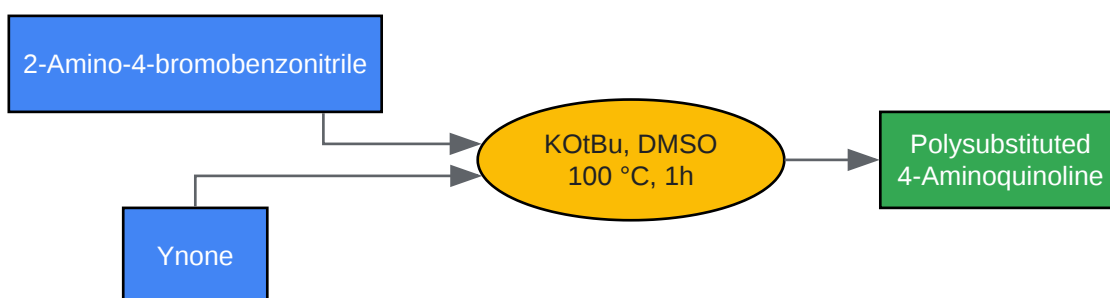 2-Amino-4-bromobenzonitrile
KOtBu, DMSO
100 °C, 1h
Polysubstituted
4-Aminoquinoline
Ynone